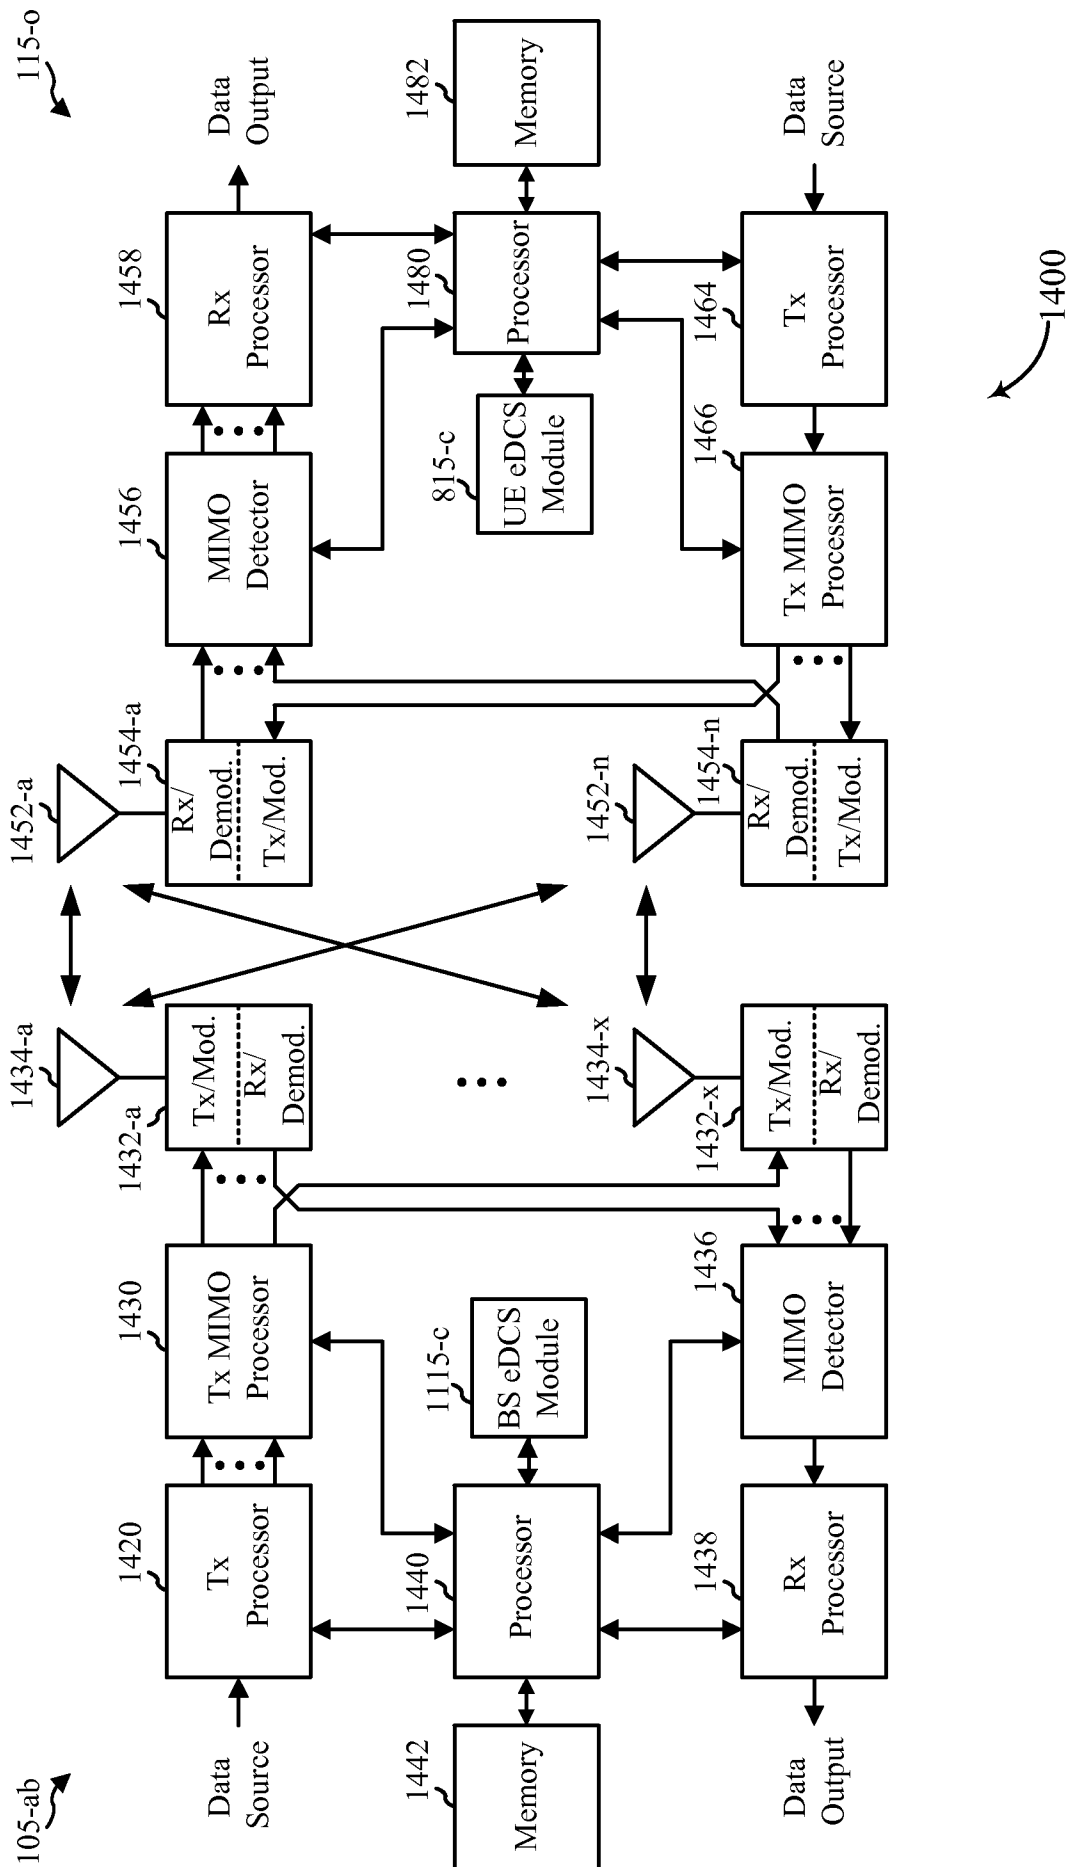 105-ab
115-o
1434-a
1452-a
1420
1430
1432-a
1454-a
1456
1458
Data
Source
Tx
Processor
Tx MIMO
Processor
Tx/Mod.
Rx/
Demod.
Rx/
Demod.
Tx/Mod.
MIMO
Detector
Rx
Processor
Data
Output
1442
Memory
1440
Processor
1115-c
BS eDCS
Module
815-c
UE eDCS
Module
1480
Processor
1482
Memory
1434-x
1452-n
1438
1436
1432-x
1454-n
1466
1464
Data
Output
Rx
Processor
MIMO
Detector
Tx/Mod.
Rx/
Demod.
Rx/
Demod.
Tx/Mod.
Tx MIMO
Processor
Tx
Processor
Data
Source
1400